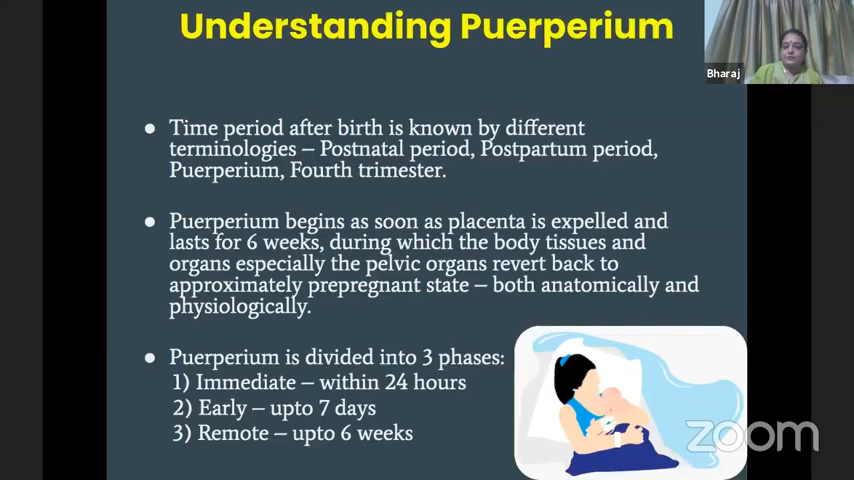 Understanding Puerperium
Bharaj
● Time period after birth is known by different
terminologies – Postnatal period, Postpartum period,
Puerperium, Fourth trimester.
● Puerperium begins as soon as placenta is expelled and
lasts for 6 weeks, during which the body tissues and
organs especially the pelvic organs revert back to
approximately prepregnant state – both anatomically and
physiologically.
● Puerperium is divided into 3 phases:
1) Immediate – within 24 hours
2) Early – upto 7 days
3) Remote – upto 6 weeks
zoom